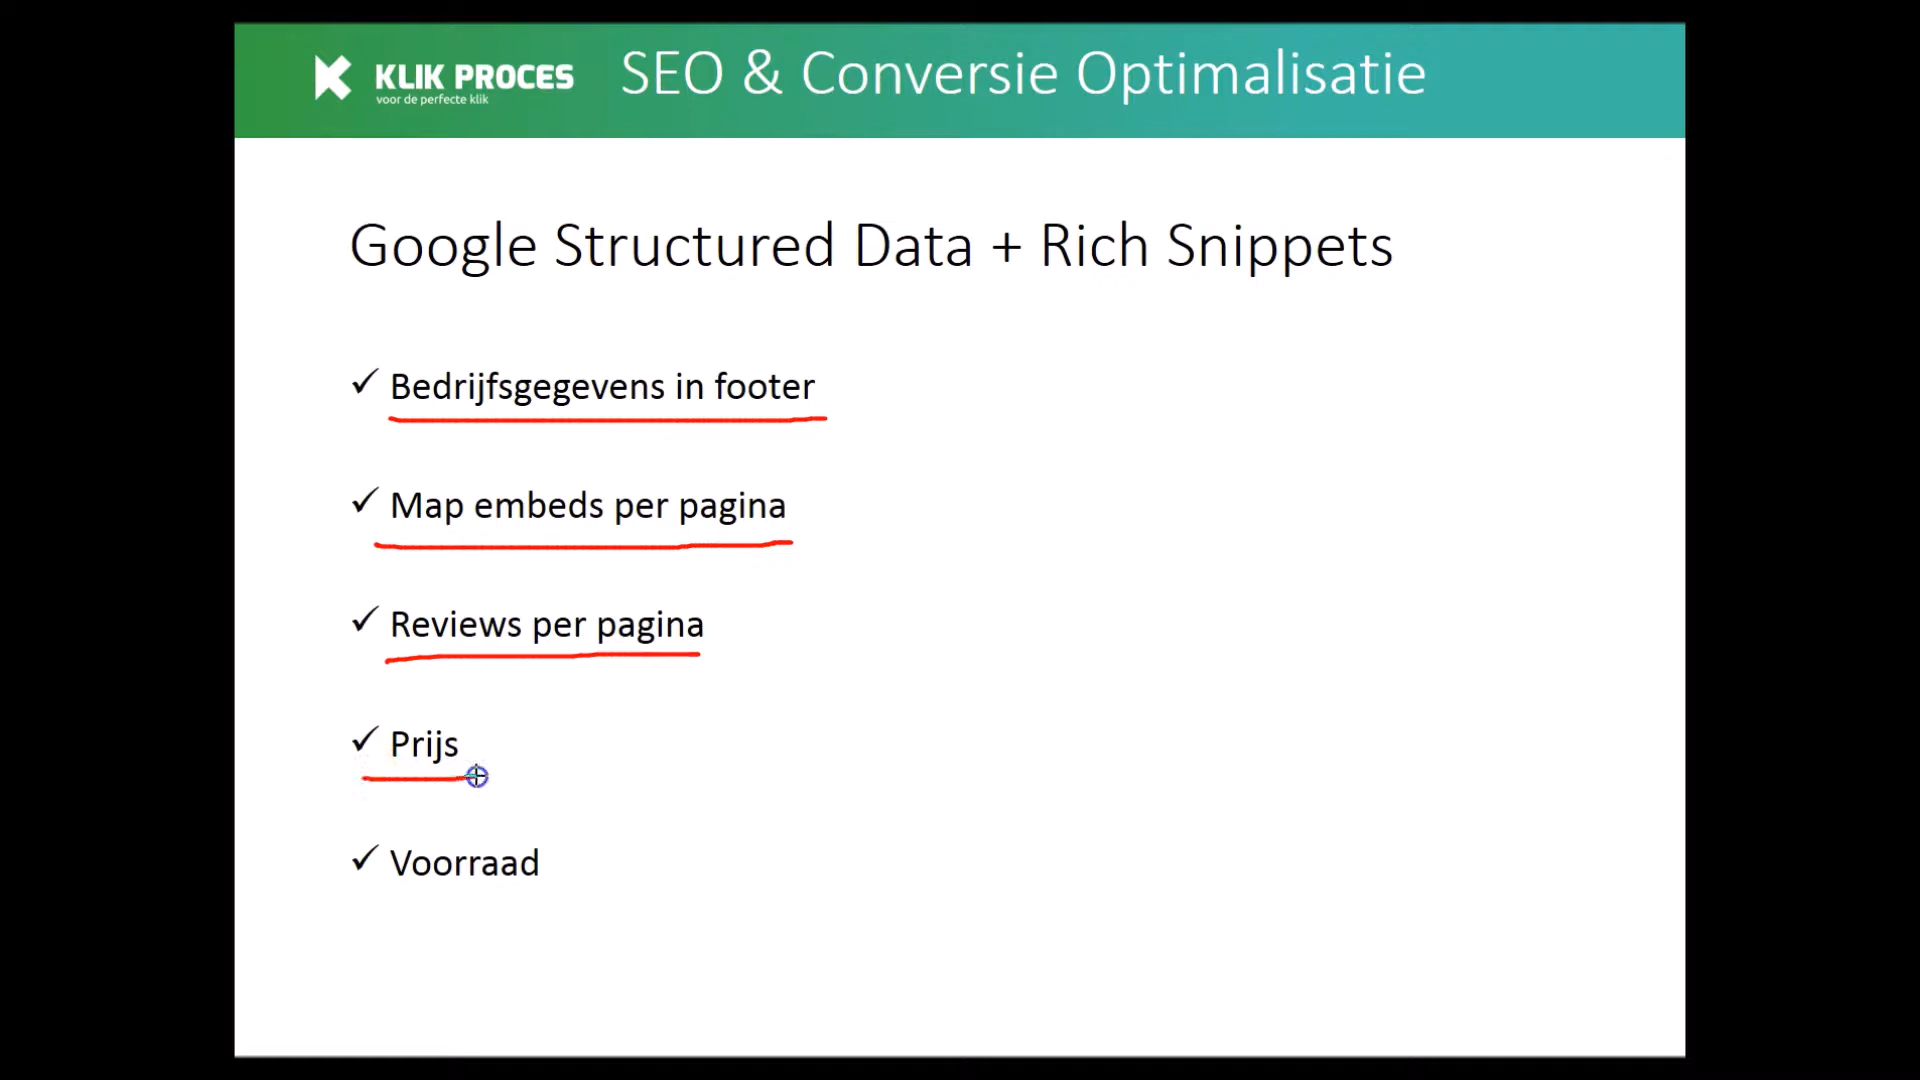 KLIK PROCES
voor de perfecte klik
SEO & Conversie Optimalisatie
Google Structured Data + Rich Snippets
✓ Bedrijfsgegevens in footer
✓ Map embeds per pagina
✓ Reviews per pagina
✓ Prijs
✓ Voorraad